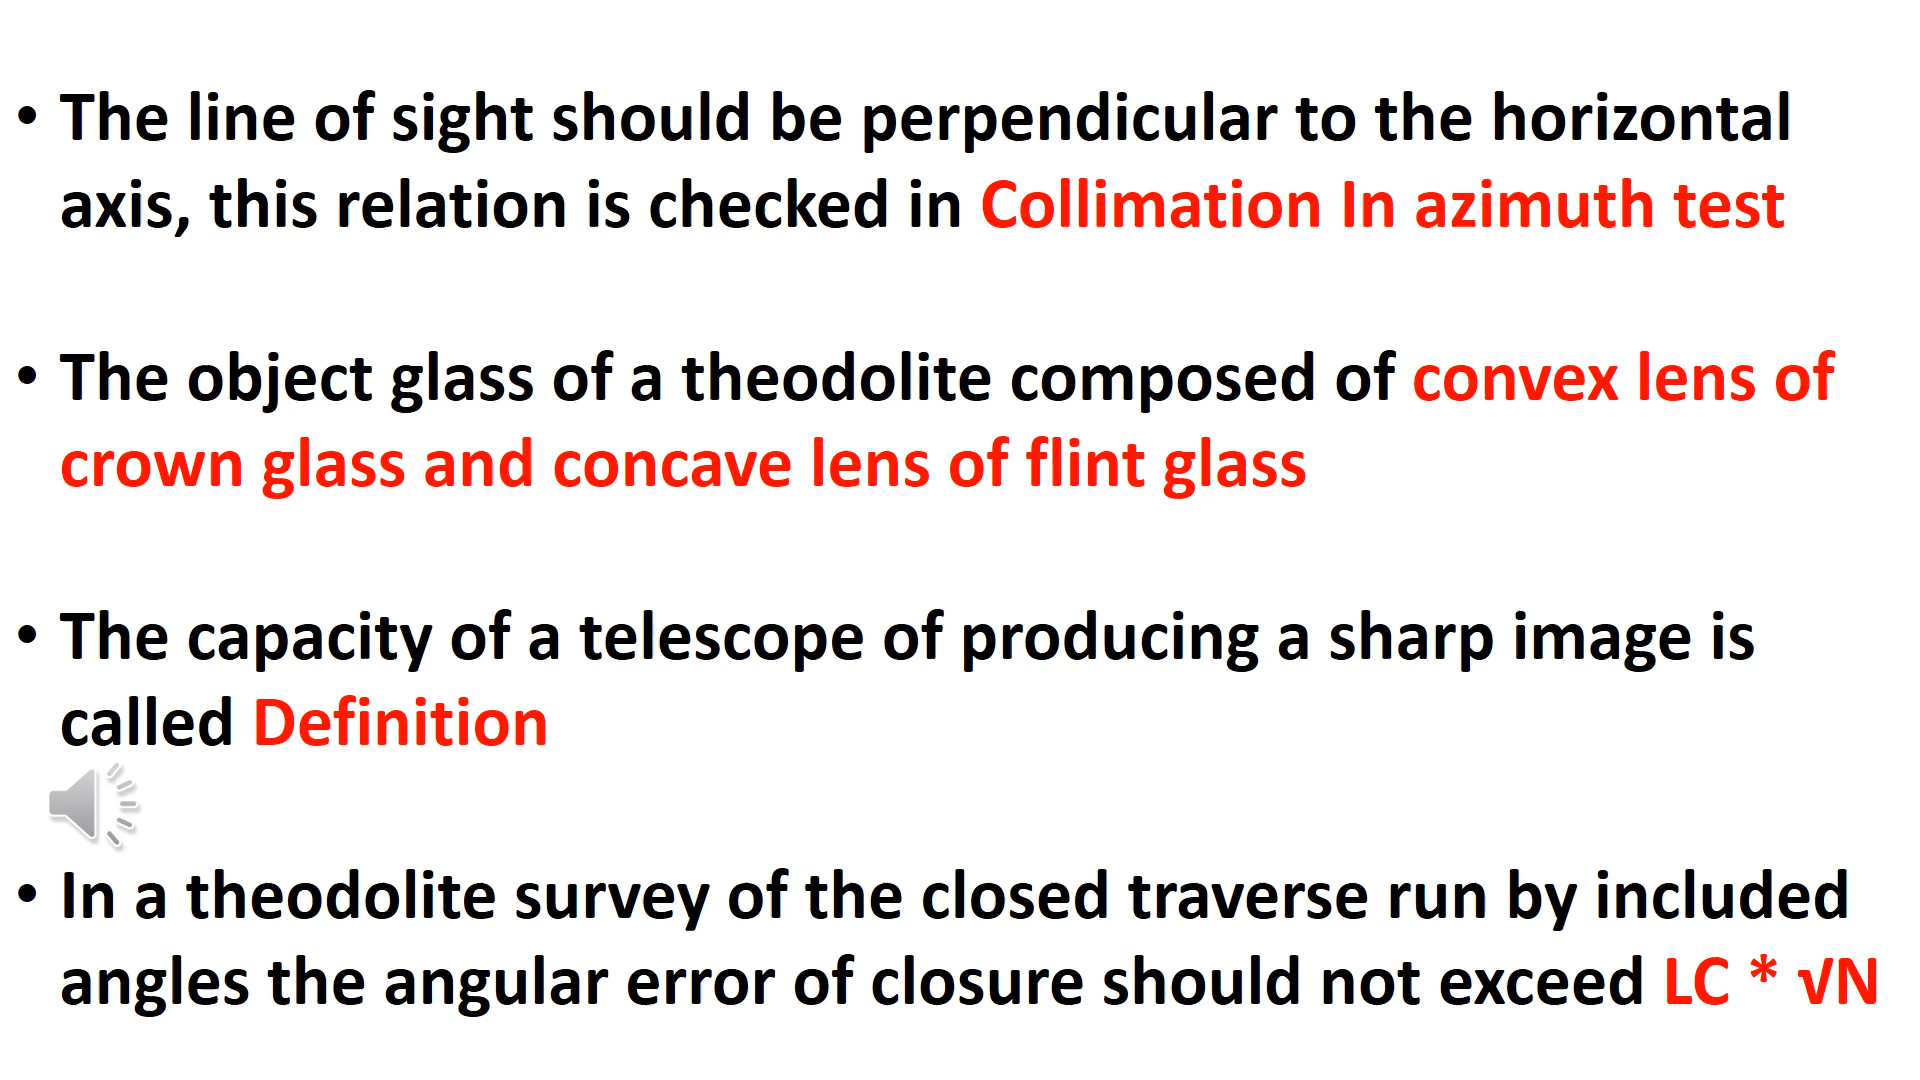 • The line of sight should be perpendicular to the horizontal
axis, this relation is checked in Collimation In azimuth test
• The object glass of a theodolite composed of convex lens of
crown glass and concave lens of flint glass
• The capacity of a telescope of producing a sharp image is
called Definition
• In a theodolite survey of the closed traverse run by included
angles the angular error of closure should not exceed LC * √N